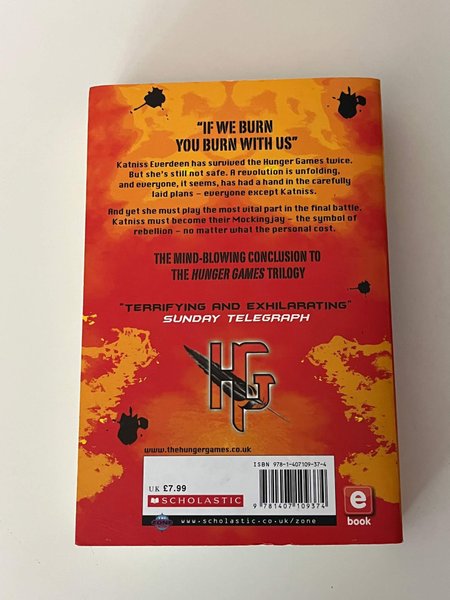 "IF WE BURN
YOU BURN WITH US"
Katniss Everdeen has survived the Hunger Games twice.
But she's still not safe. A revolution is unfolding,
and everyone, it seems, has had a hand in the carefully
laid plans – everyone except Katniss.
And yet she must play the most vital part in the final battle.
Katniss must become their Mockingjay – the symbol of
rebellion – no matter what the personal cost.
THE MIND-BLOWING CONCLUSION TO
THE HUNGER GAMES TRILOGY
"TERRIFYING AND EXHILARATING"
SUNDAY TELEGRAPH
HG
www.thehungergames.co.uk
ISBN 978-1-407109-37-4
UK £7.99
SCHOLASTIC
9 781407 109374
e
book
www.scholastic.co.uk/zone